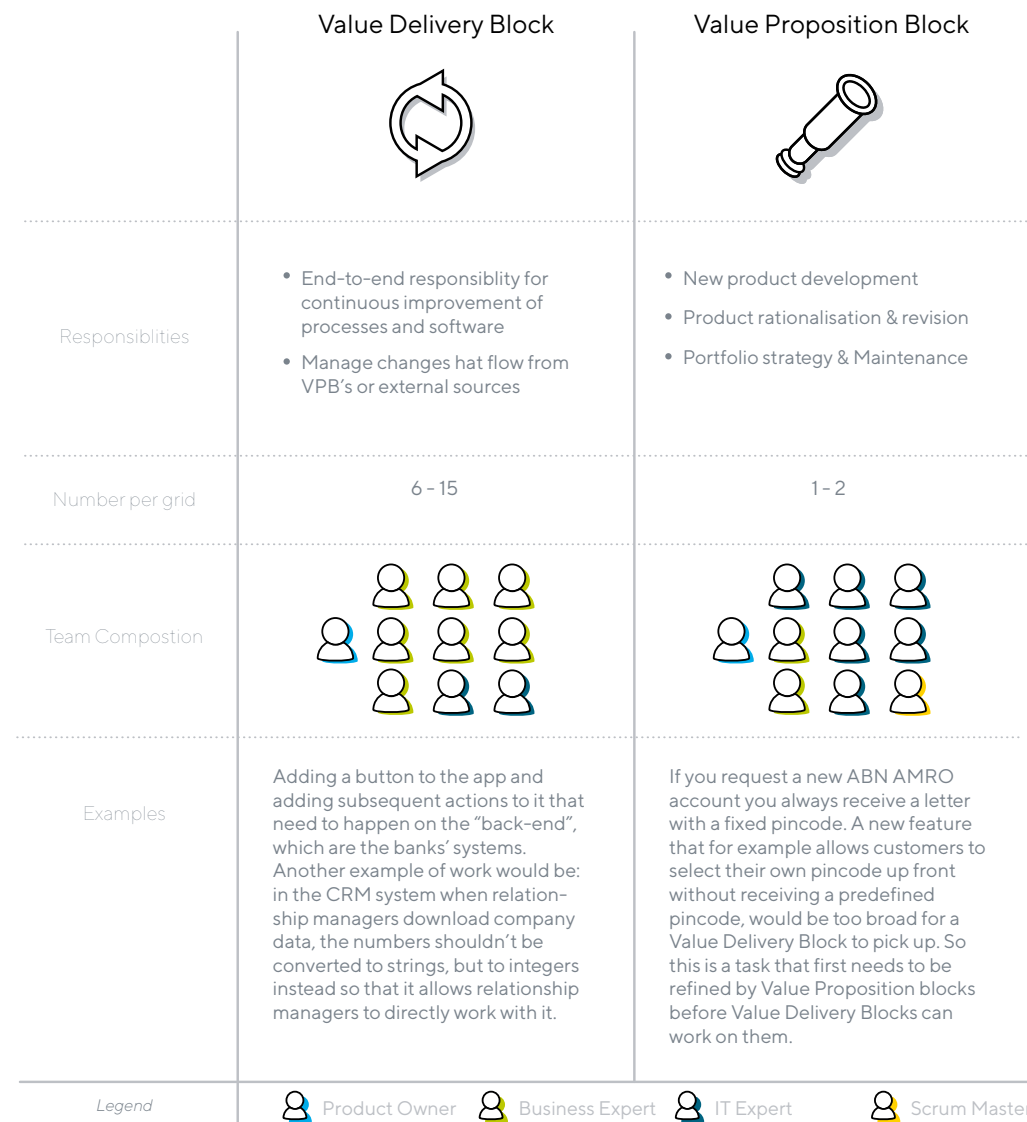 Value Delivery Block
Value Proposition Block
Responsiblities
• End-to-end responsiblity for
continuous improvement of
processes and software
• Manage changes hat flow from
VPB's or external sources
• New product development
• Product rationalisation & revision
• Portfolio strategy & Maintenance
Number per grid
6 - 15
1 - 2
Team Compostion
Examples
Adding a button to the app and
adding subsequent actions to it that
need to happen on the “back-end”,
which are the banks’ systems.
Another example of work would be:
in the CRM system when relation-
ship managers download company
data, the numbers shouldn’t be
converted to strings, but to integers
instead so that it allows relationship
managers to directly work with it.
If you request a new ABN AMRO
account you always receive a letter
with a fixed pincode. A new feature
that for example allows customers to
select their own pincode up front
without receiving a predefined
pincode, would be too broad for a
Value Delivery Block to pick up. So
this is a task that first needs to be
refined by Value Proposition blocks
before Value Delivery Blocks can
work on them.
Legend
Product Owner
Business Expert
IT Expert
Scrum Master